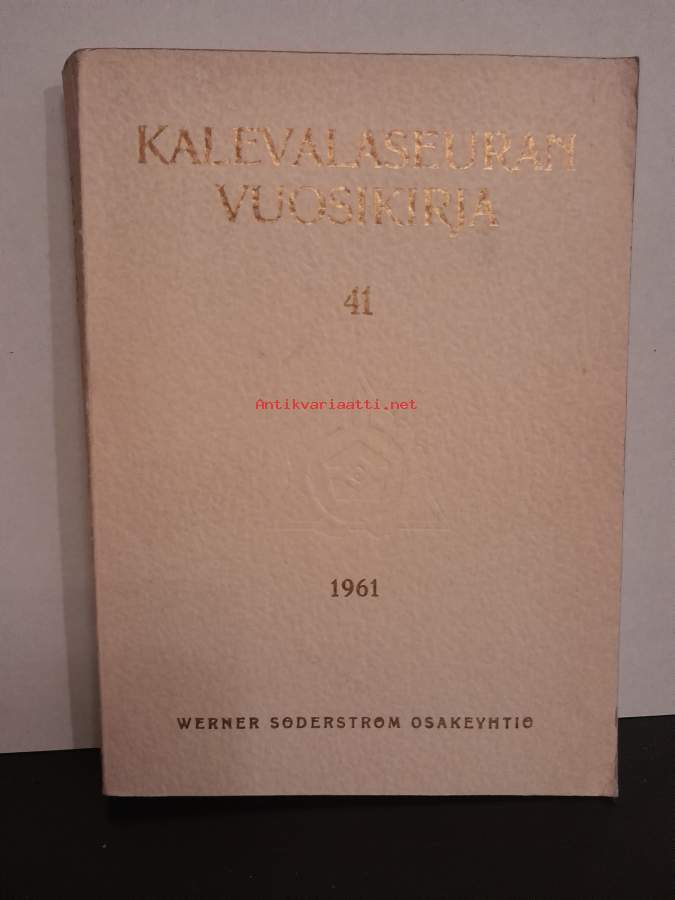 KALEVALASEURAN
VUOSIKIRJA
41
Antikvariaatti.net
1961
WERNER SÖDERSTRÖM OSAKEYHTIÖ